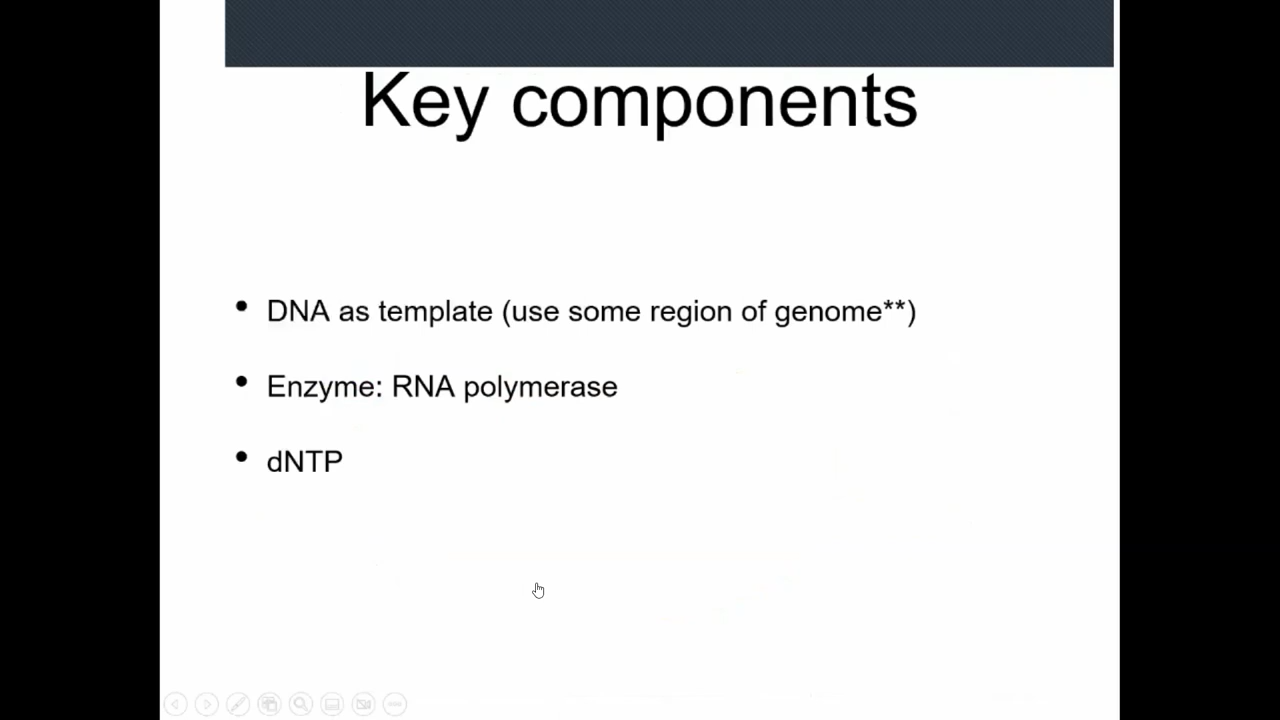 Key components
• DNA as template (use some region of genome**)
• Enzyme: RNA polymerase
• dNTP